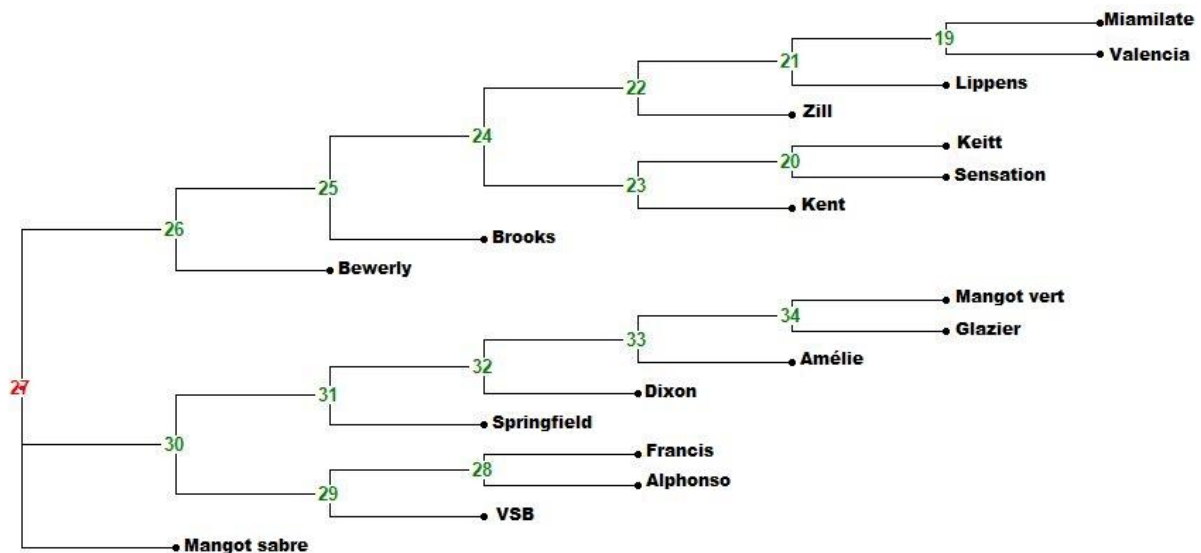 Miamilate
19
Valencia
21
Lippens
22
Zill
24
Keitt
20
Sensation
23
Kent
25
26
Brooks
Bewerly
Mangot vert
34
Glazier
33
Amélie
32
27
Dixon
31
Springfield
30
Francis
28
Alphonso
29
VSB
Mangot sabre